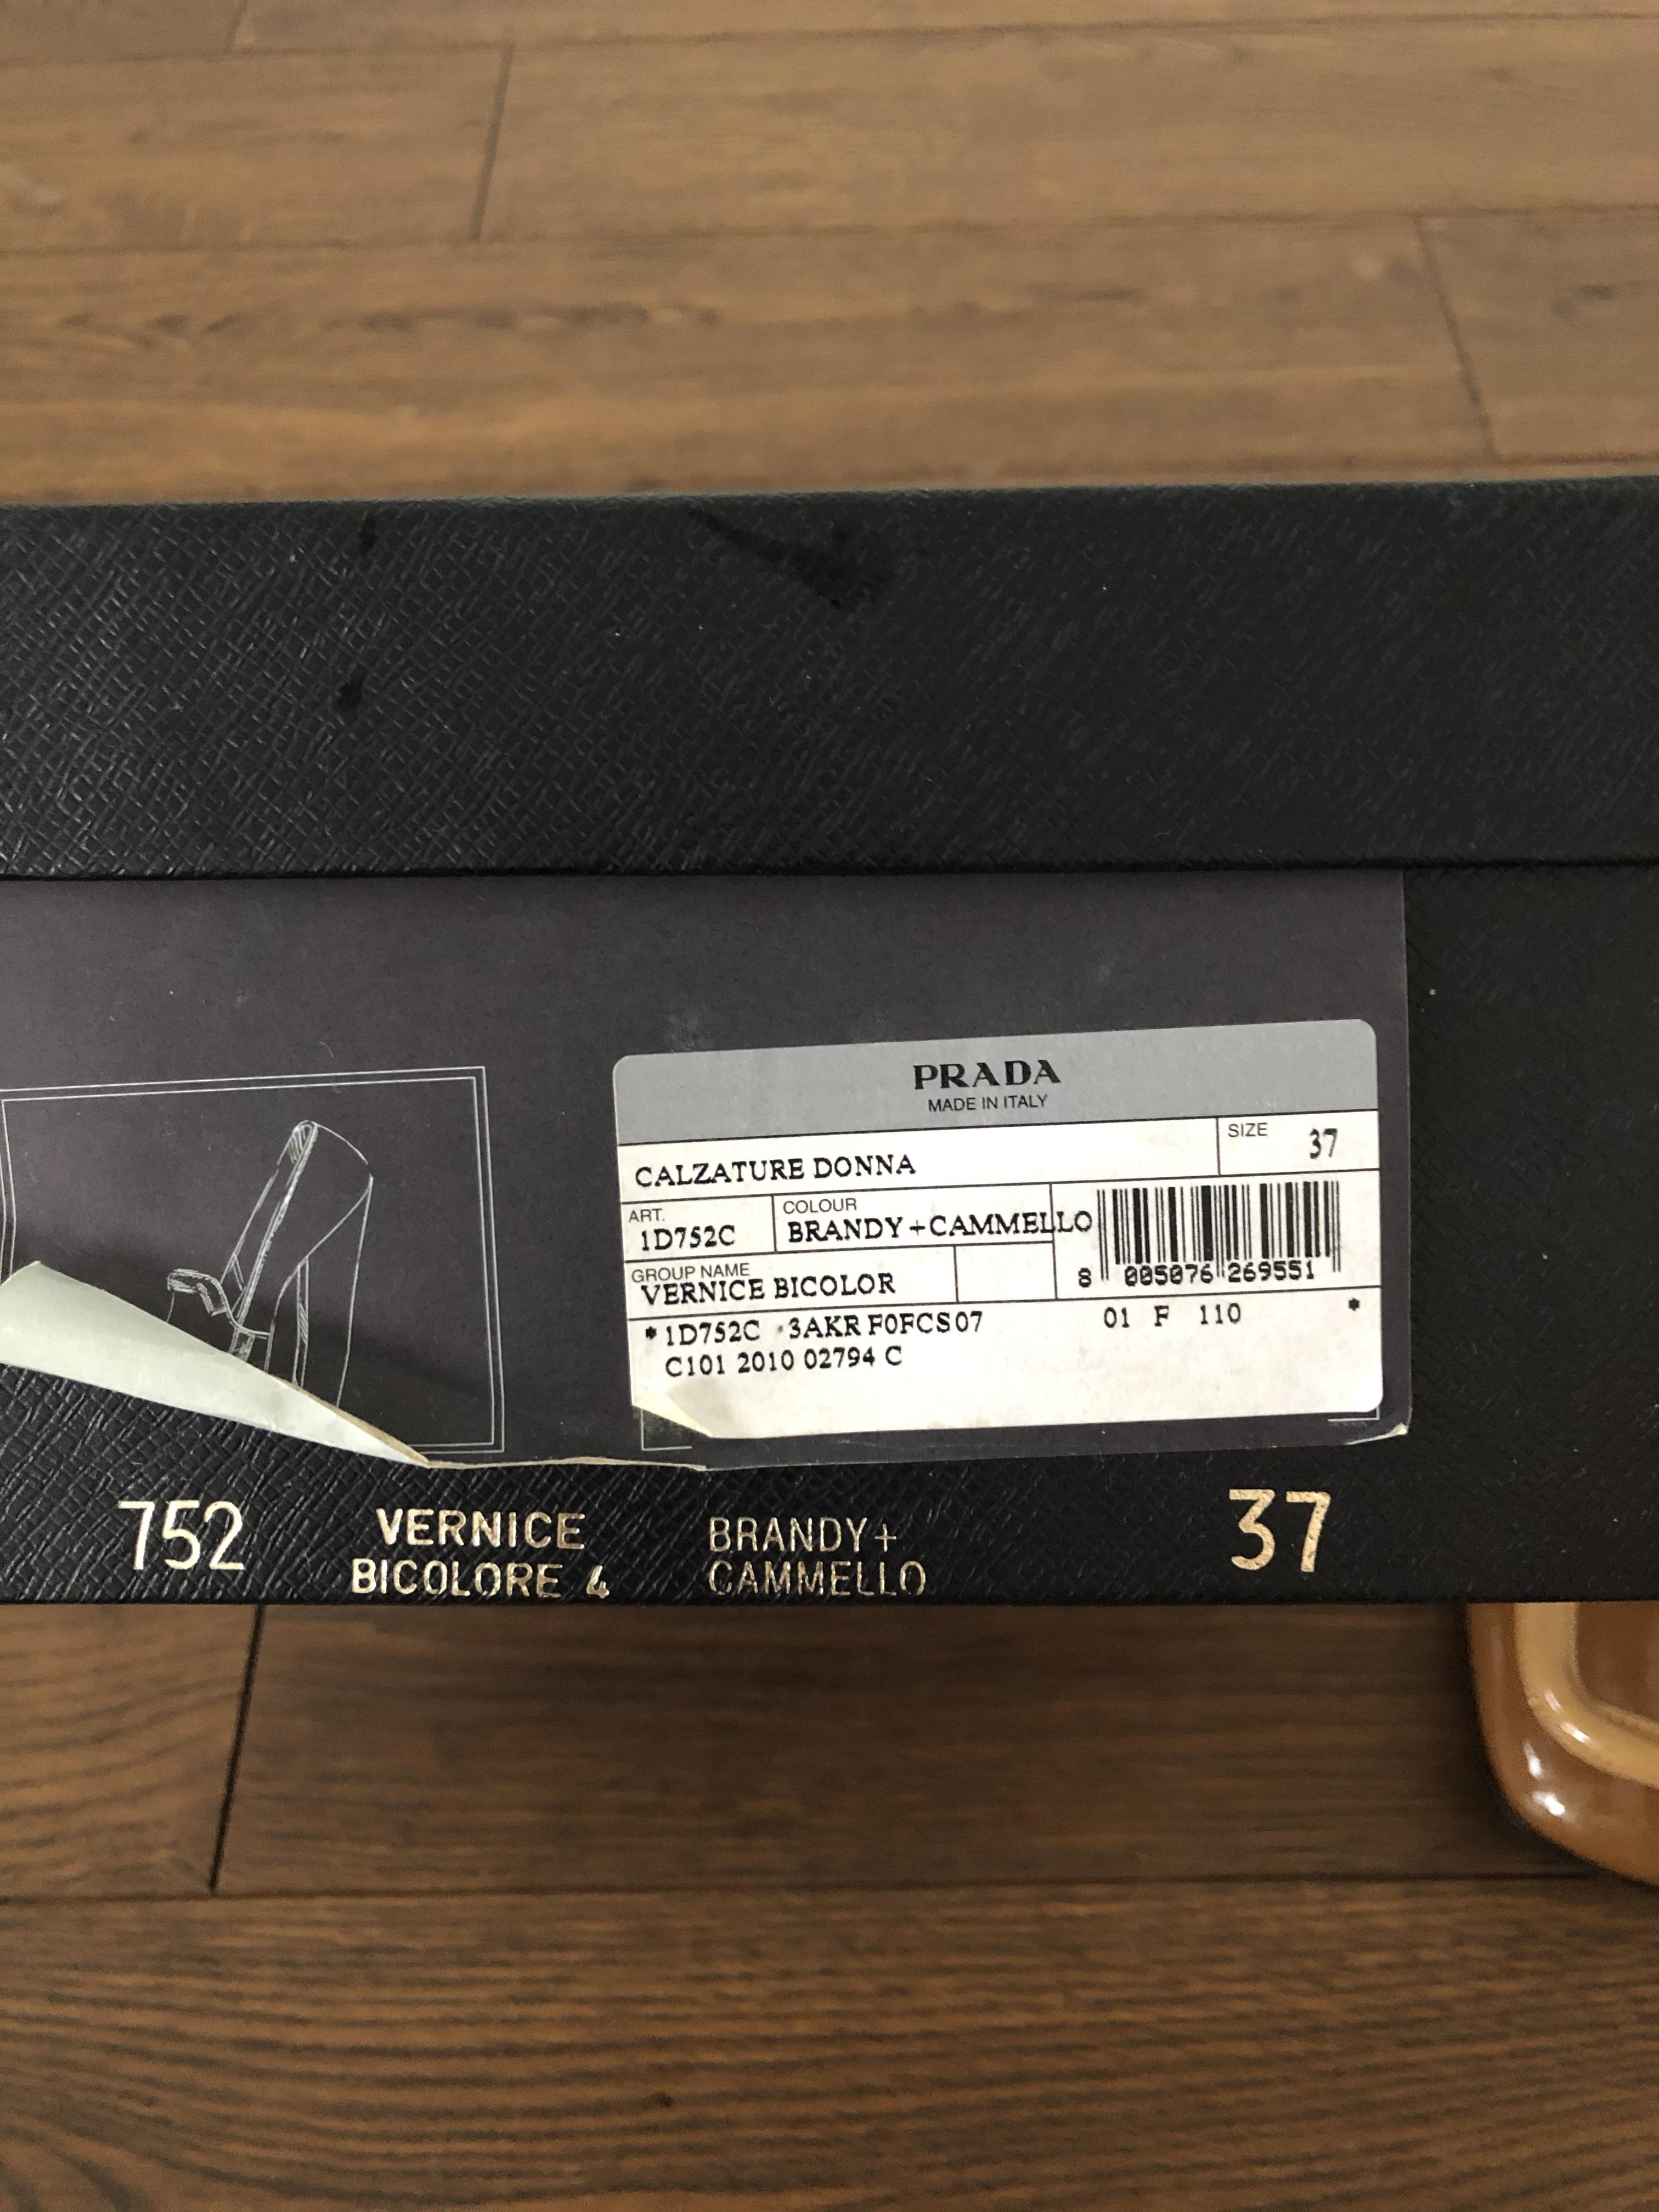 PRADA
MADE IN ITALY
CALZATURE DONNA
SIZE 37
ART.
1D752C
COLOUR
BRANDY+CAMMELLO
GROUP NAME
VERNICE BICOLOR
8 005076 269551
*1D752C 3AKR F0FCS07 01 F 110 *
C101 2010 02794 C
752 VERNICE BICOLORE 4 BRANDY+ CAMMELLO 37